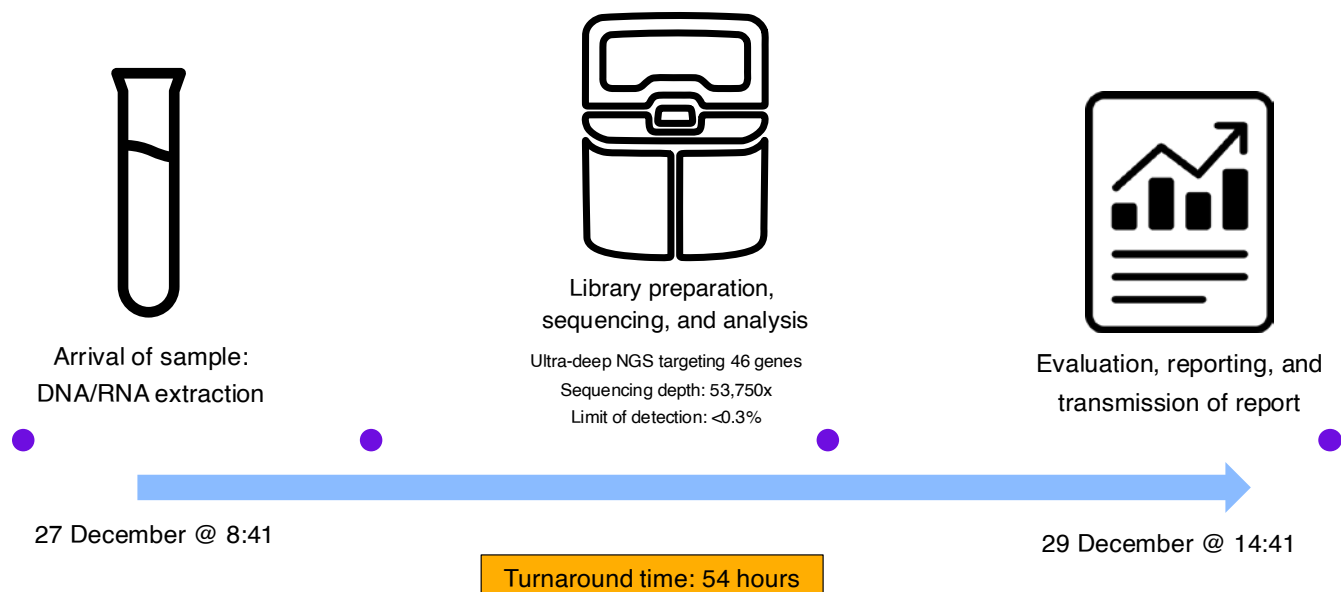 Arrival of sample:
DNA/RNA extraction
Library preparation,
sequencing, and analysis
Ultra-deep NGS targeting 46 genes
Sequencing depth: 53,750x
Limit of detection: <0.3%
Evaluation, reporting, and
transmission of report
27 December @ 8:41
29 December @ 14:41
Turnaround time: 54 hours